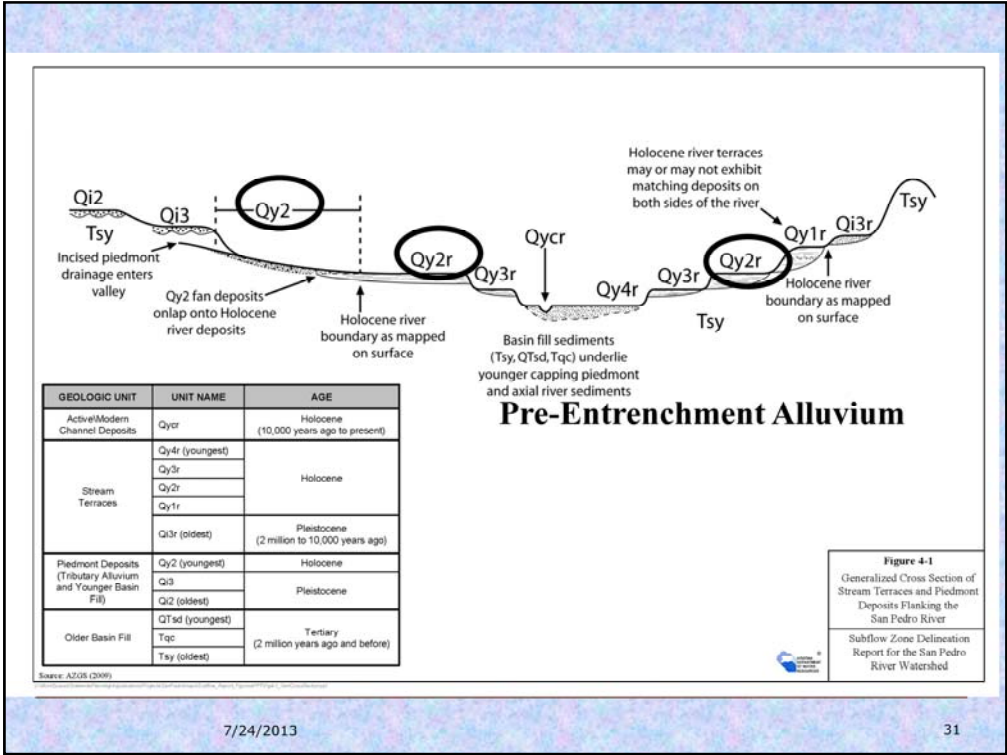 Holocene river terraces
may or may not exhibit
matching deposits on
both sides of the river
Qi2
Qi3
Qy2
Tsy
Incised piedmont
drainage enters
valley
Qy2 fan deposits
onlap onto Holocene
river deposits
Holocene river
boundary as mapped
on surface
Qy2r
Qy3r
Qycr
Qy4r
Qy3r
Qy2r
Qy1r
Qi3r
Tsy
Tsy
Holocene river
boundary as mapped
on surface
Basin fill sediments
(Tsy, QTsd, Tqc) underlie
younger capping piedmont
and axial river sediments
Pre-Entrenchment Alluvium
GEOLOGIC UNIT UNIT NAME AGE
Active\Modern
Channel Deposits
Qycr
Holocene
(10,000 years ago to present)
Stream
Terraces
Qy4r (youngest)
Qy3r
Qy2r
Qy1r
Holocene
Qi3r (oldest)
Pleistocene
(2 million to 10,000 years ago)
Piedmont Deposits
(Tributary Alluvium
and Younger Basin
Fill)
Qy2 (youngest)
Holocene
Qi3
Qi2 (oldest)
Pleistocene
Older Basin Fill
QTsd (youngest)
Tqc
Tsy (oldest)
Tertiary
(2 million years ago and before)
Source: AZGS (2009)
Figure 4-1
Generalized Cross Section of
Stream Terraces and Piedmont
Deposits Flanking the
San Pedro River
Subflow Zone Delineation
Report for the San Pedro
River Watershed
7/24/2013
31